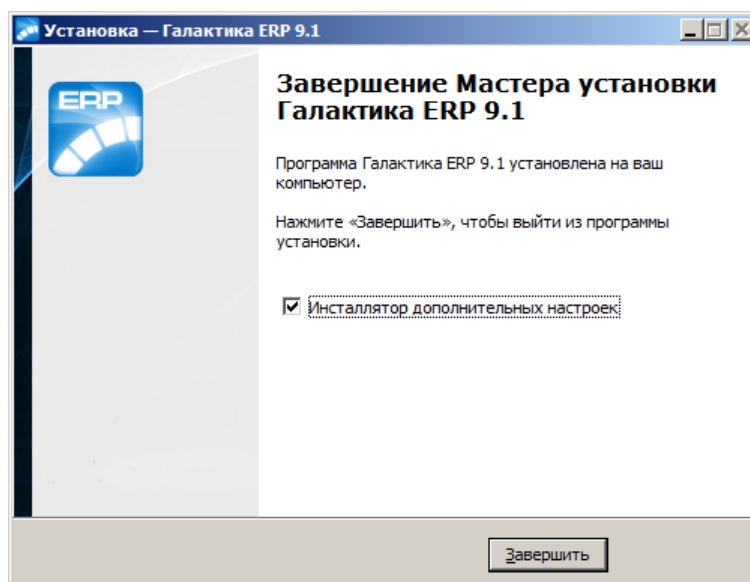 Установка — Галактика ERP 9.1
ERP
Завершение Мастера установки
Галактика ERP 9.1
Программа Галактика ERP 9.1 установлена на ваш
компьютер.
Нажмите «Завершить», чтобы выйти из программы
установки.
Инсталлятор дополнительных настроек
Завершить